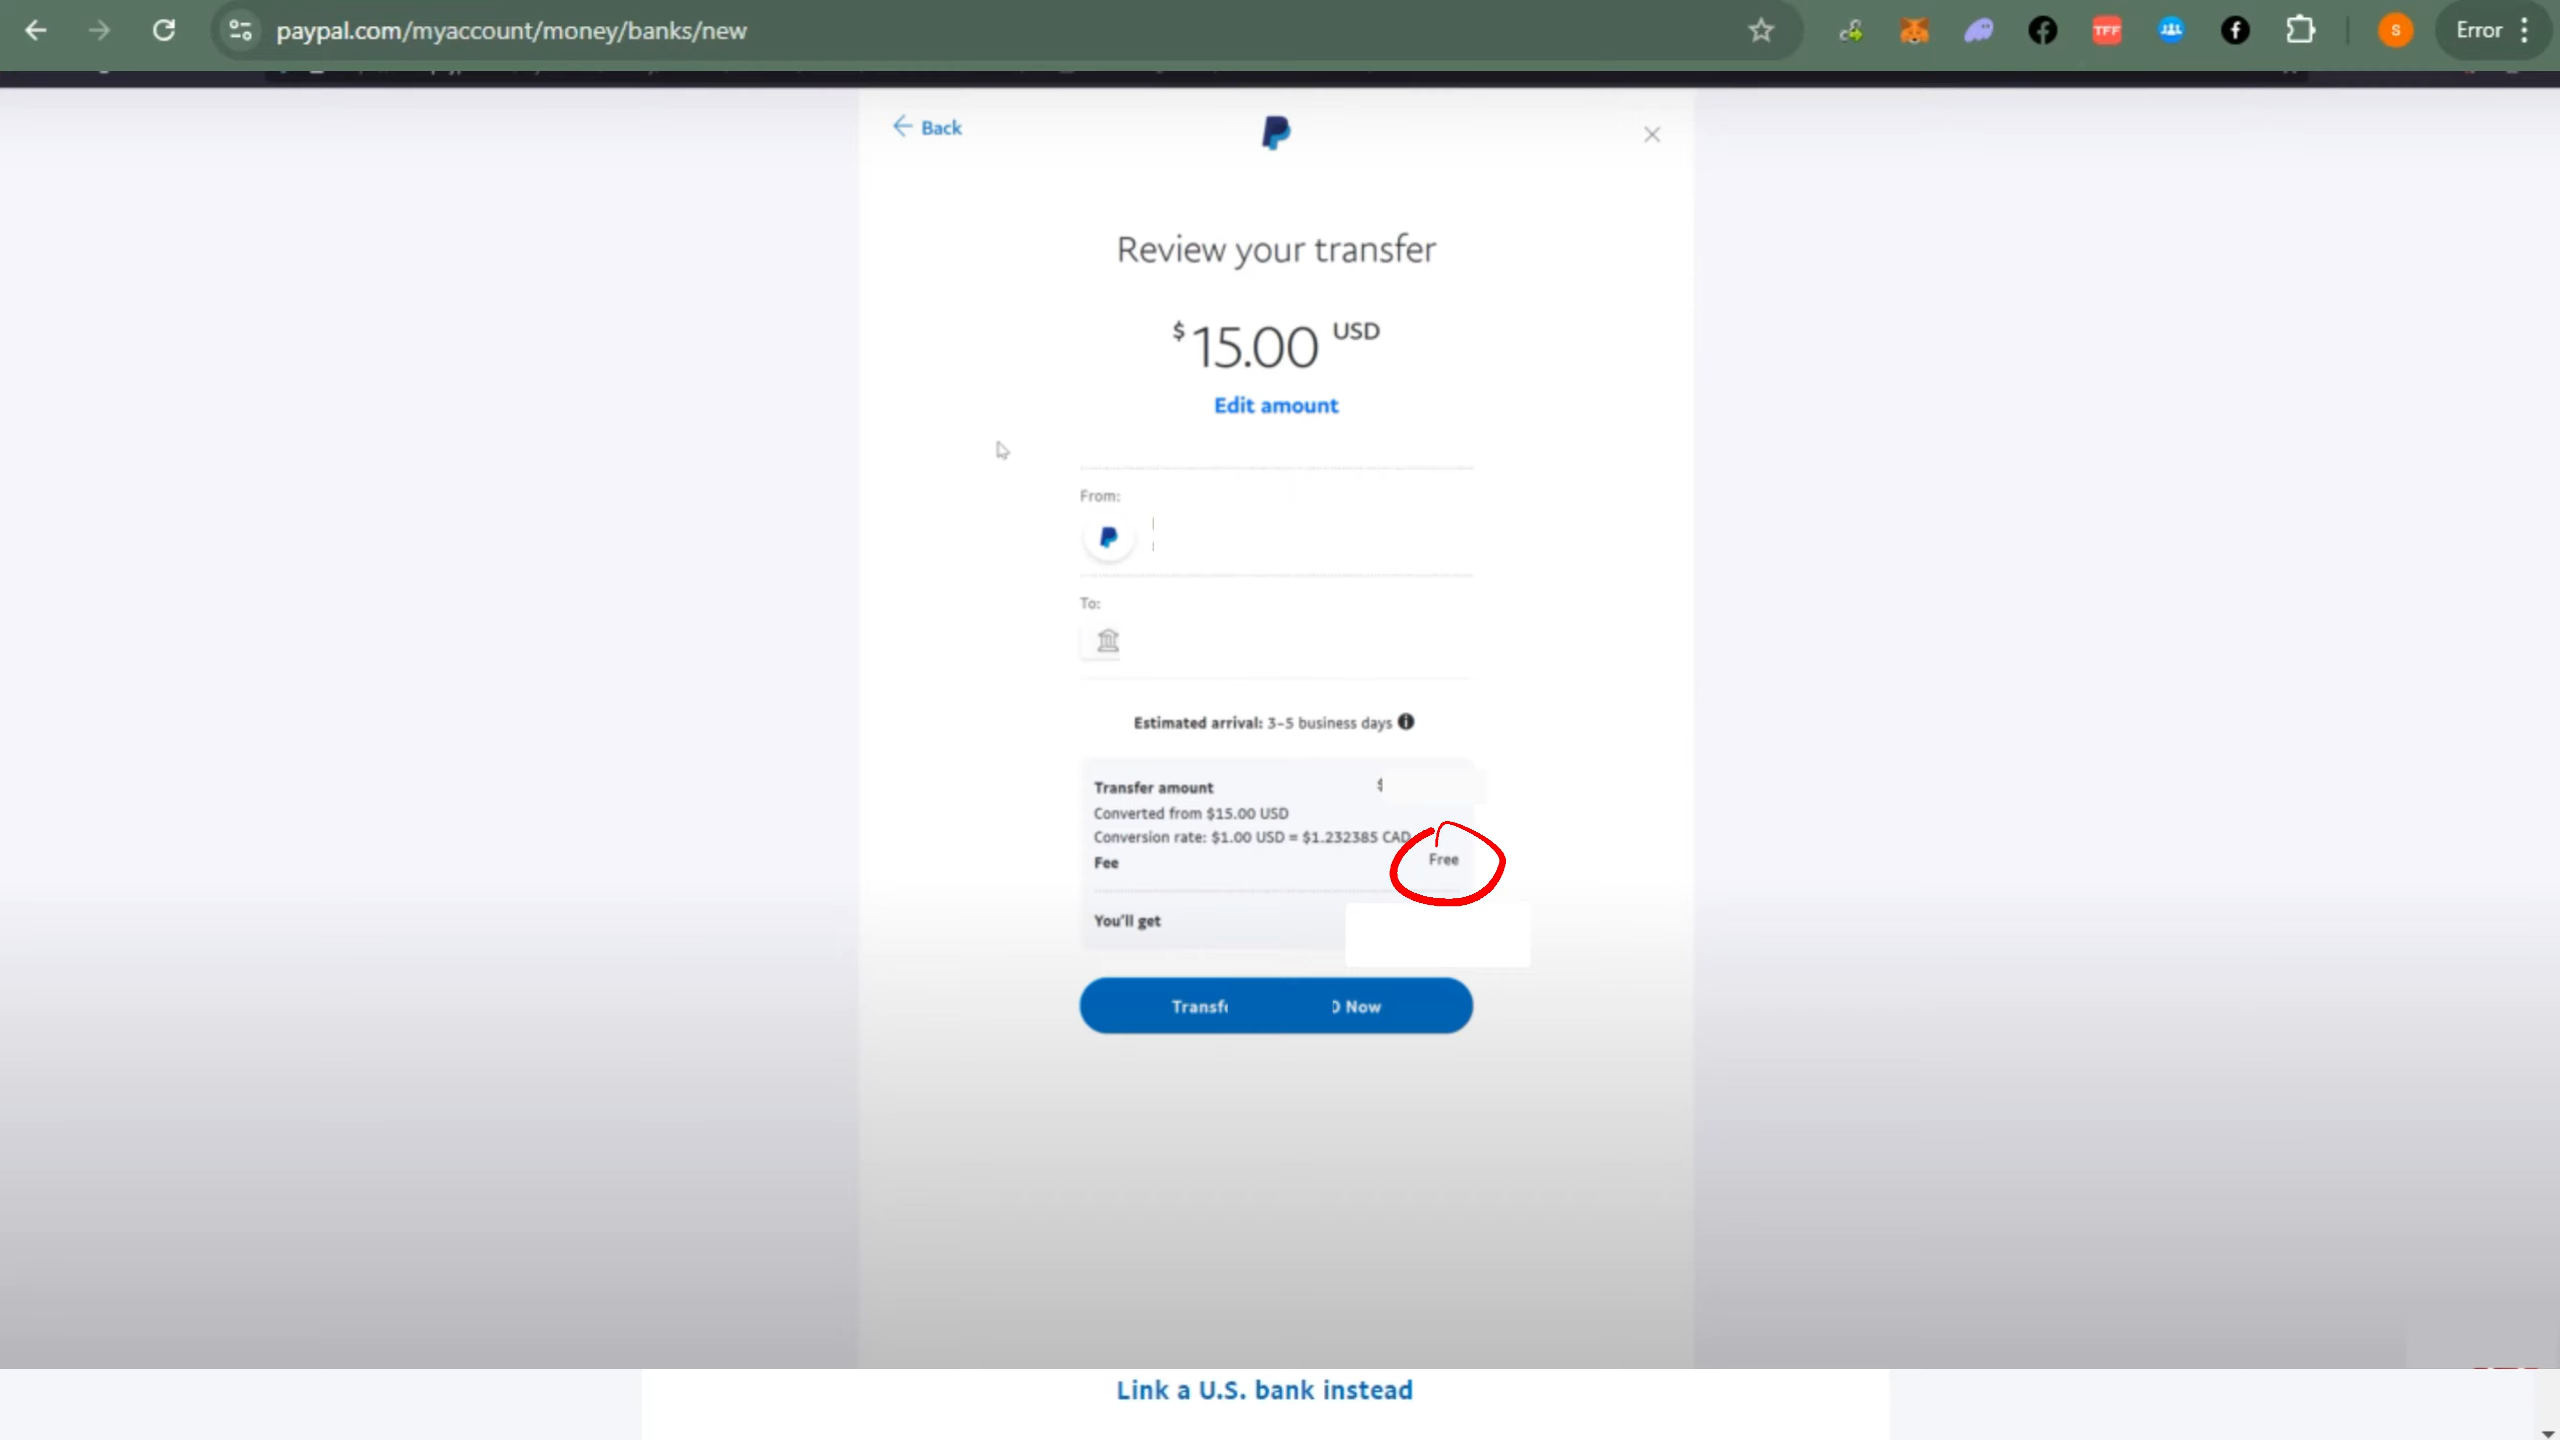 paypal.com/myaccount/money/banks/new
TFF
S
Error
Back
Review your transfer
$15.00 USD
Edit amount
From:
To:
Estimated arrival: 3-5 business days
Transfer amount $
Converted from $15.00 USD
Conversion rate: $1.00 USD = $1.232385 CAD
Fee Free
You'll get
Now
Link a U.S. bank instead